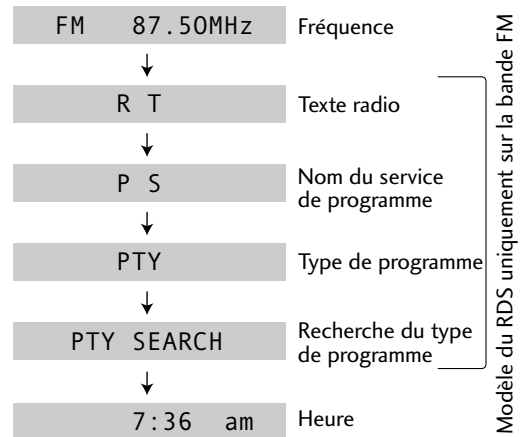 FM 87.50MHz Fréquence
R T Texte radio
P S Nom du service
de programme
PTY Type de programme
PTY SEARCH Recherche du type
de programme
7:36 am Heure
Modèle du RDS uniquement sur la bande FM